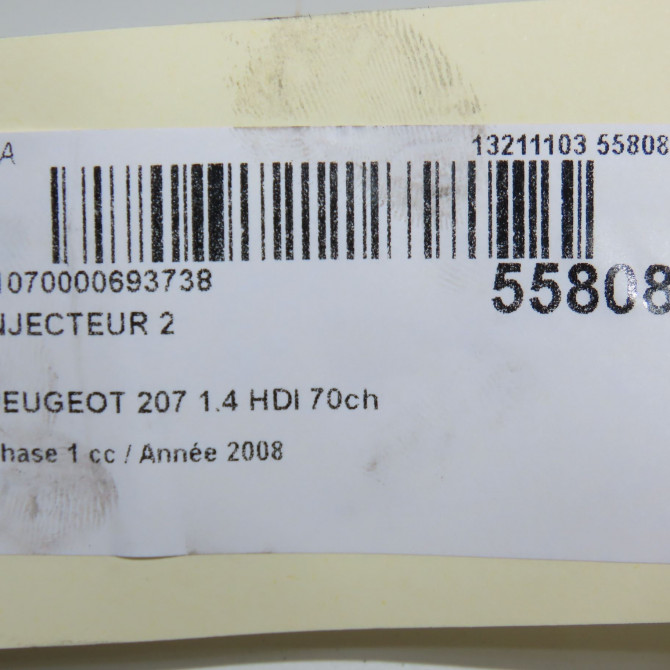 A
13211103 55808
1070000693738
55808
NJECTEUR 2
EUGEOT 207 1.4 HDI 70ch
hase 1 cc / Année 2008